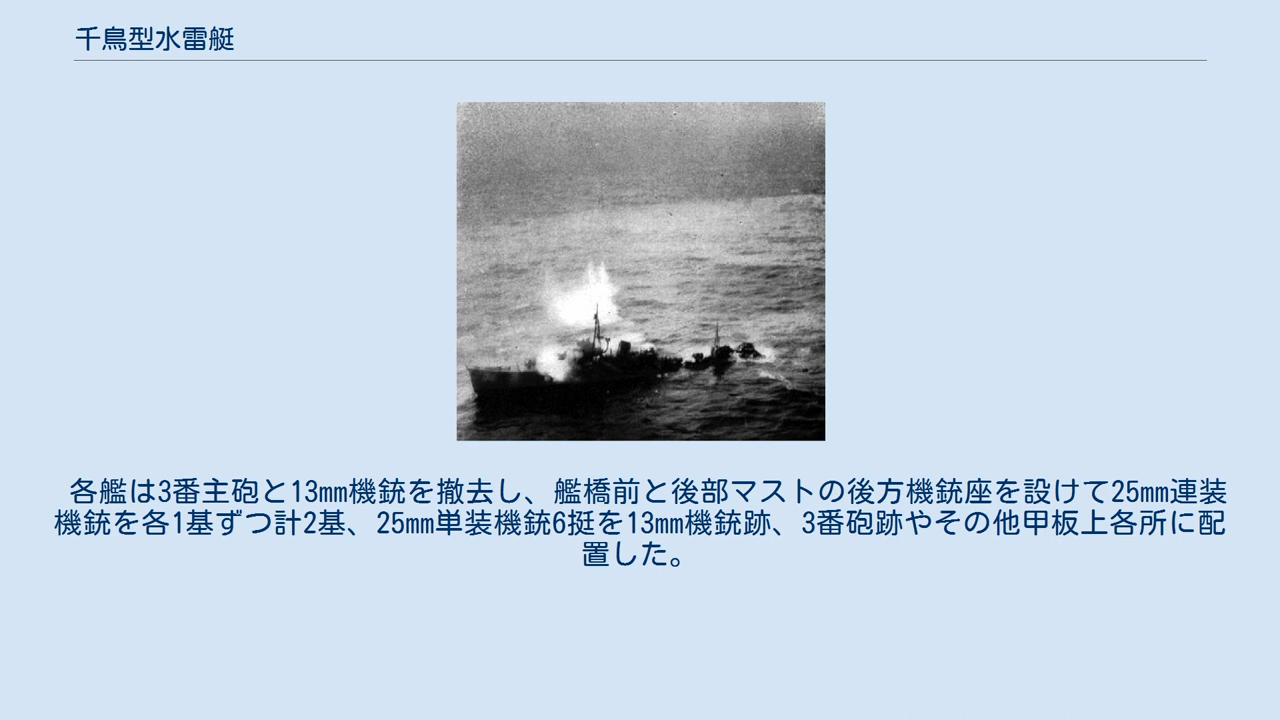 千鳥型水雷艇
各艦は3番主砲と13mm機銃を撤去し、艦橋前と後部マストの後方機銃座を設けて25mm連装
機銃を各1基ずつ計2基、25mm単装機銃6挺を13mm機銃跡、3番砲跡やその他甲板上各所に配
置した。